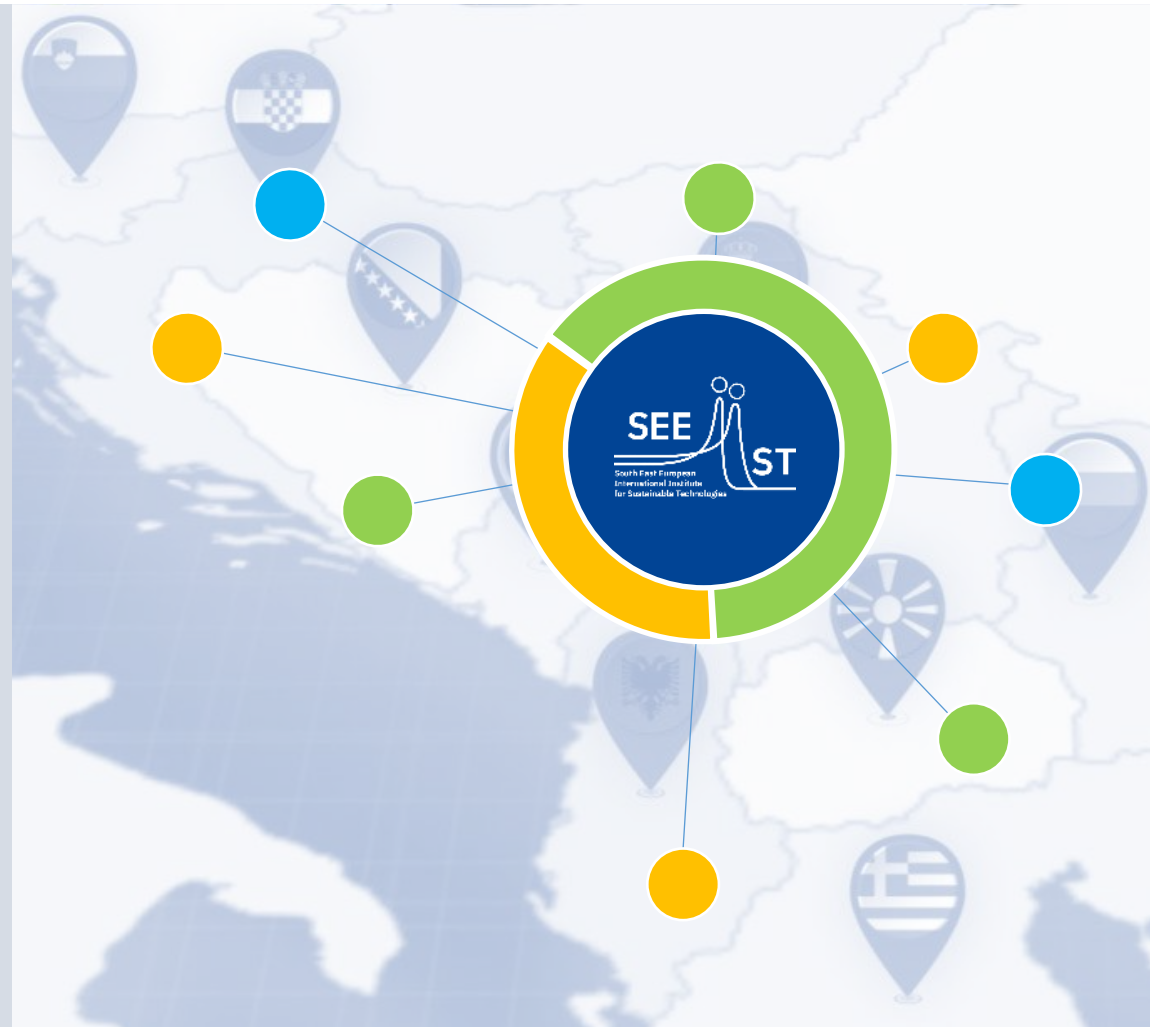 SEE
ST
South East European
International Institute
for Sustainable Technologies